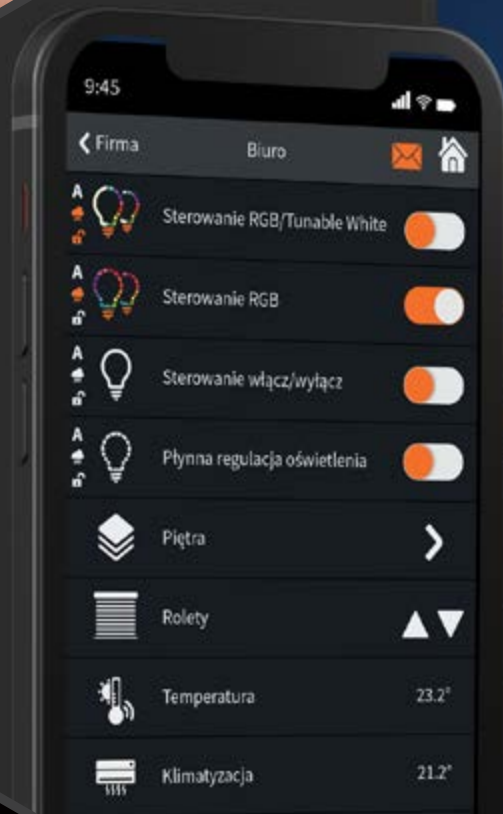 9:45
Firma
Biuro
A
Sterowanie RGB/Tunable White
A
Sterowanie RGB
A
Sterowanie włącz/wyłącz
A
Płynna regulacja oświetlenia
Piętra
Rolety
Temperatura
23.2°
Klimatyzacja
21.2°